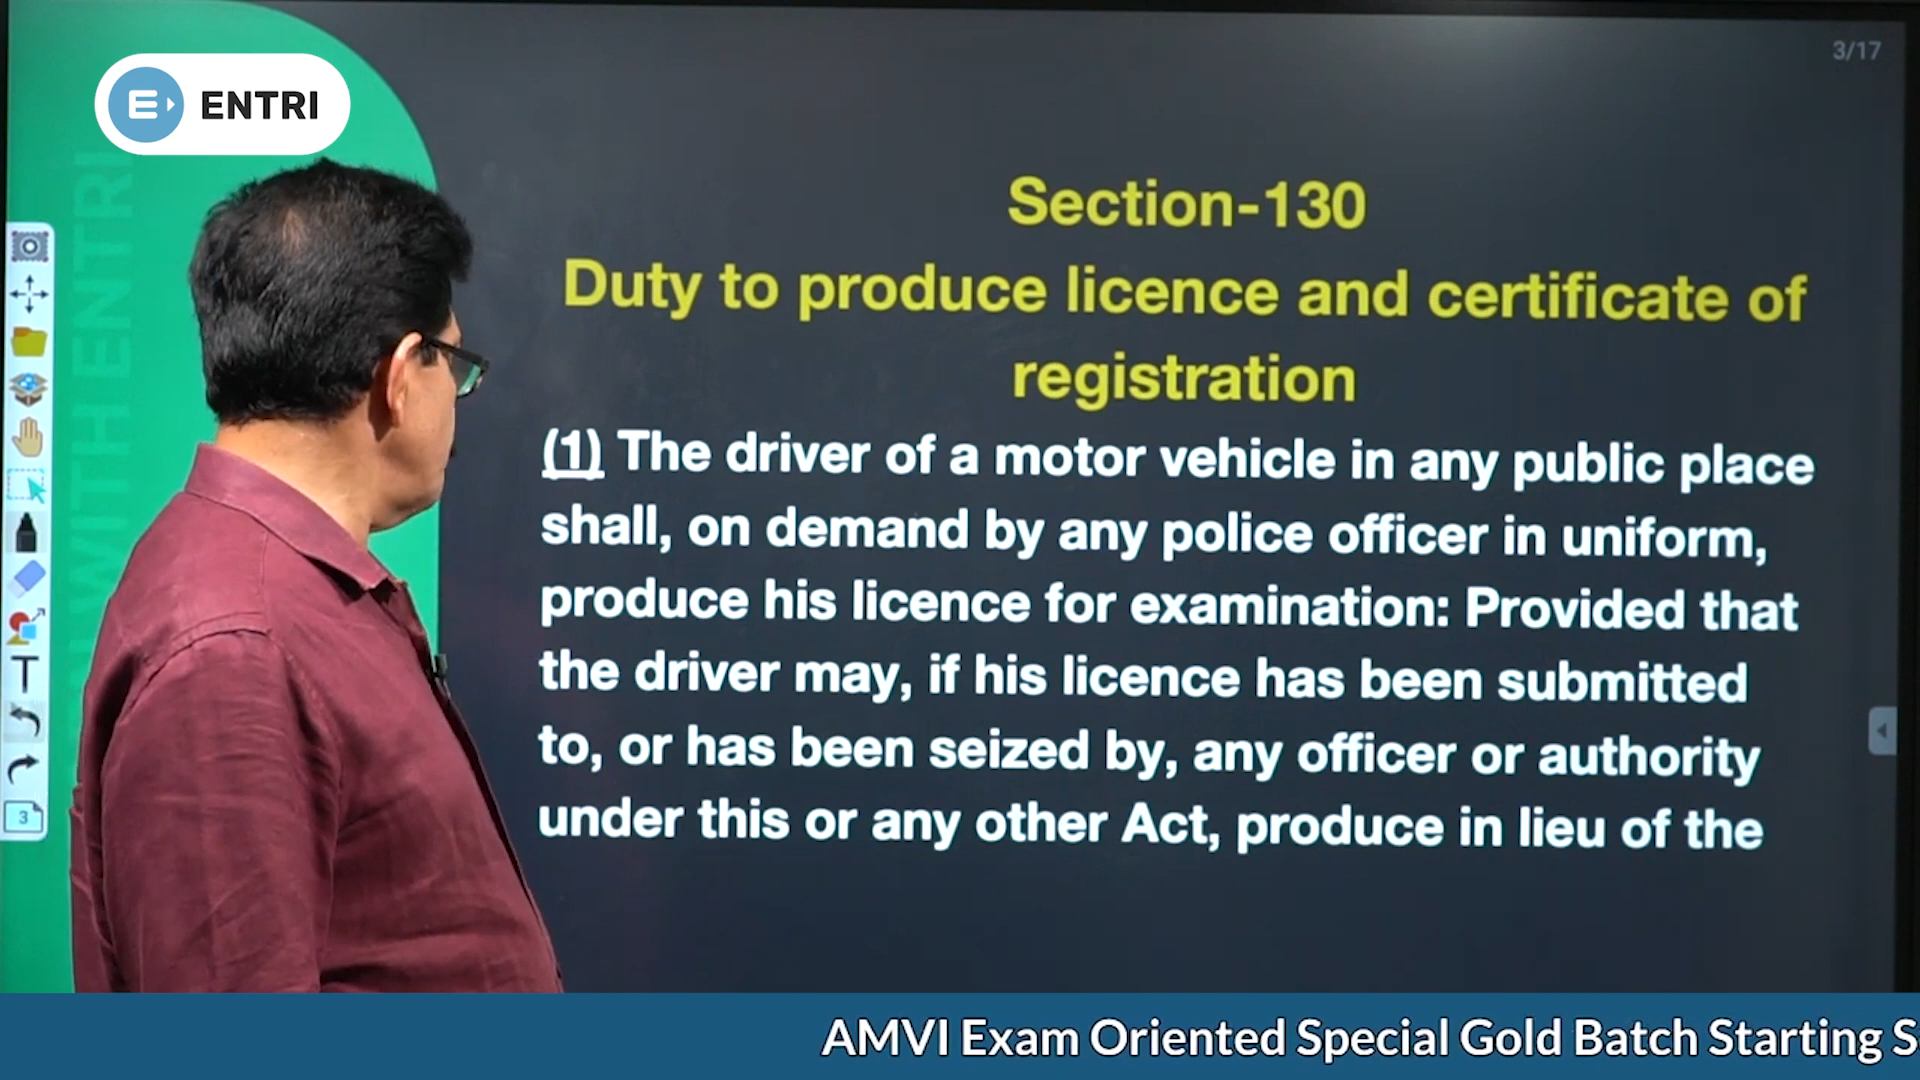 3/17
ENTRI
WITH ENTRI
Section-130
Duty to produce licence and certificate of
registration
(1) The driver of a motor vehicle in any public place
shall, on demand by any police officer in uniform,
produce his licence for examination: Provided that
the driver may, if his licence has been submitted
to, or has been seized by, any officer or authority
under this or any other Act, produce in lieu of the
T
3
AMVI Exam Oriented Special Gold Batch Starting S